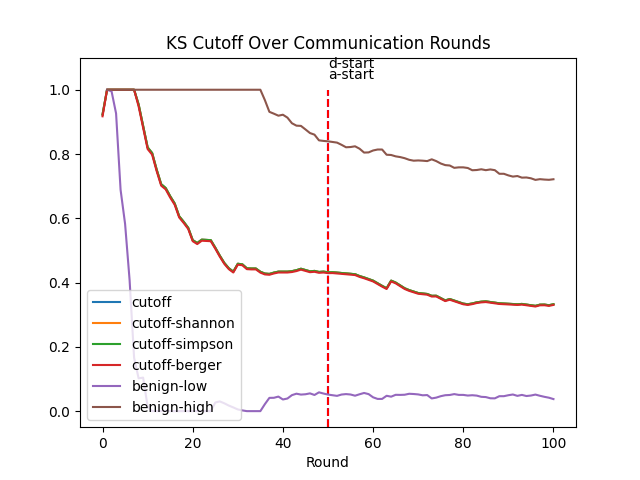 KS Cutoff Over Communication Rounds
d-start
a-start
1.0
0.8
0.6
0.4
0.2
0.0
cutoff
cutoff-shannon
cutoff-simpson
cutoff-berger
benign-low
benign-high
0 20 40 60 80 100
Round